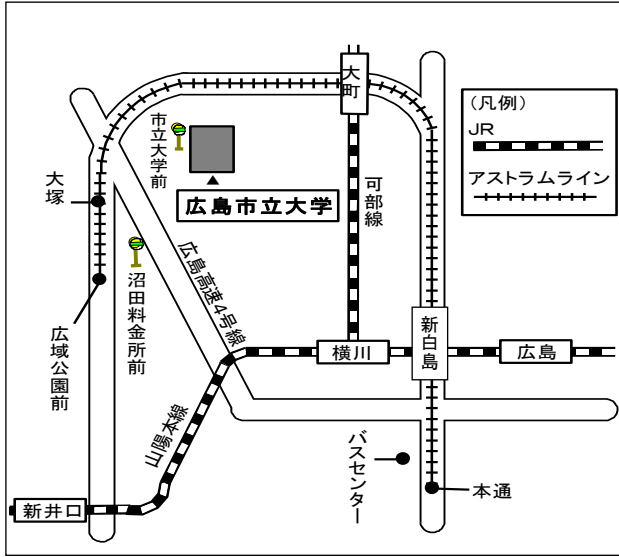 大町
(凡例)
JR
アストラムライン
市立大学前
大塚
広島市立大学
可部線
広島高速4号線
沼田料金所前
広域公園前
新白島
横川
広島
山陽本線
バスセンター
本通
新井口